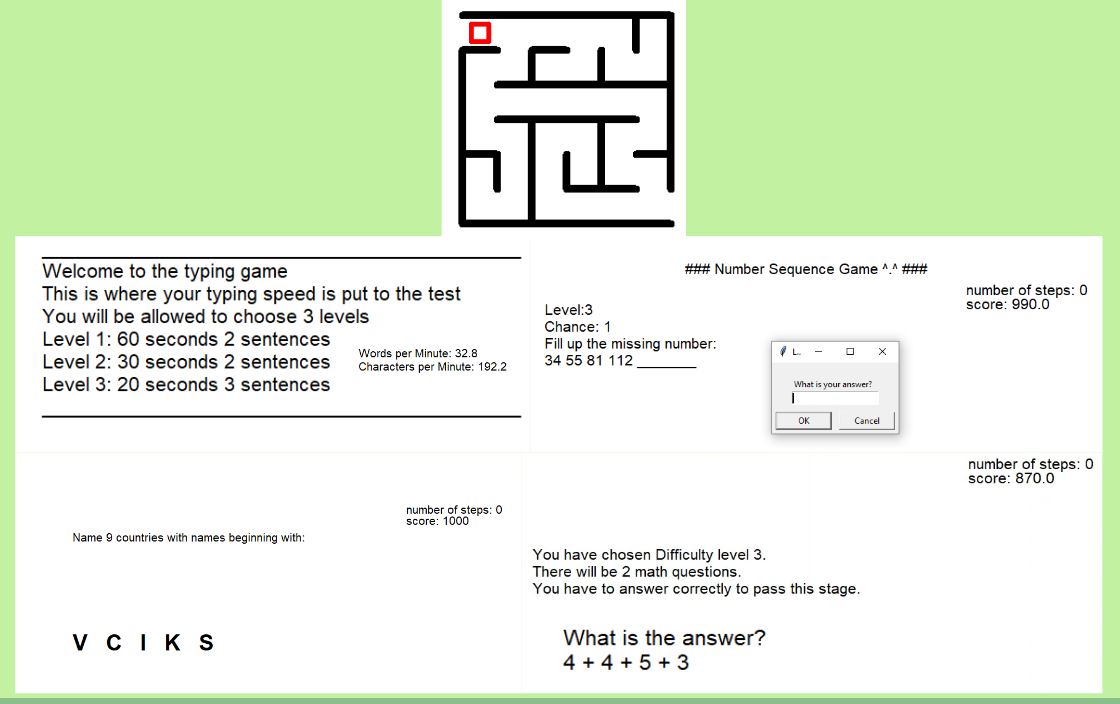 Welcome to the typing game
This is where your typing speed is put to the test
You will be allowed to choose 3 levels
Level 1: 60 seconds 2 sentences
Level 2: 30 seconds 2 sentences
Level 3: 20 seconds 3 sentences
Words per Minute: 32.8
Characters per Minute: 192.2
### Number Sequence Game ^.^ ###
number of steps: 0
score: 990.0
Level:3
Chance: 1
Fill up the missing number:
34 55 81 112 _______
L..
What is your answer?
OK
Cancel
number of steps: 0
score: 1000
Name 9 countries with names beginning with:
V C I K S
number of steps: 0
score: 870.0
You have chosen Difficulty level 3.
There will be 2 math questions.
You have to answer correctly to pass this stage.
What is the answer?
4 + 4 + 5 + 3